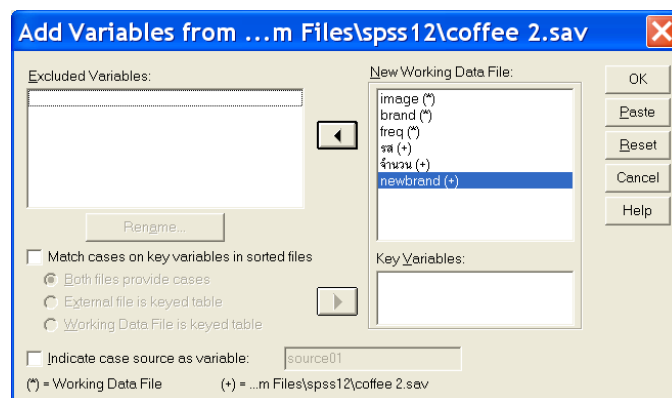 Add Variables from ...m Files\spss12\coffee 2.sav
Excluded Variables:
New Working Data File:
image (*)
brand (*)
freq (*)
รส (+)
จำนวน (+)
newbrand (+)
OK
Paste
Reset
Cancel
Help
Rename...
Match cases on key variables in sorted files
Both files provide cases
External file is keyed table
Working Data File is keyed table
Key Variables:
Indicate case source as variable:
source01
(*) = Working Data File
(+) = ...m Files\spss12\coffee 2.sav